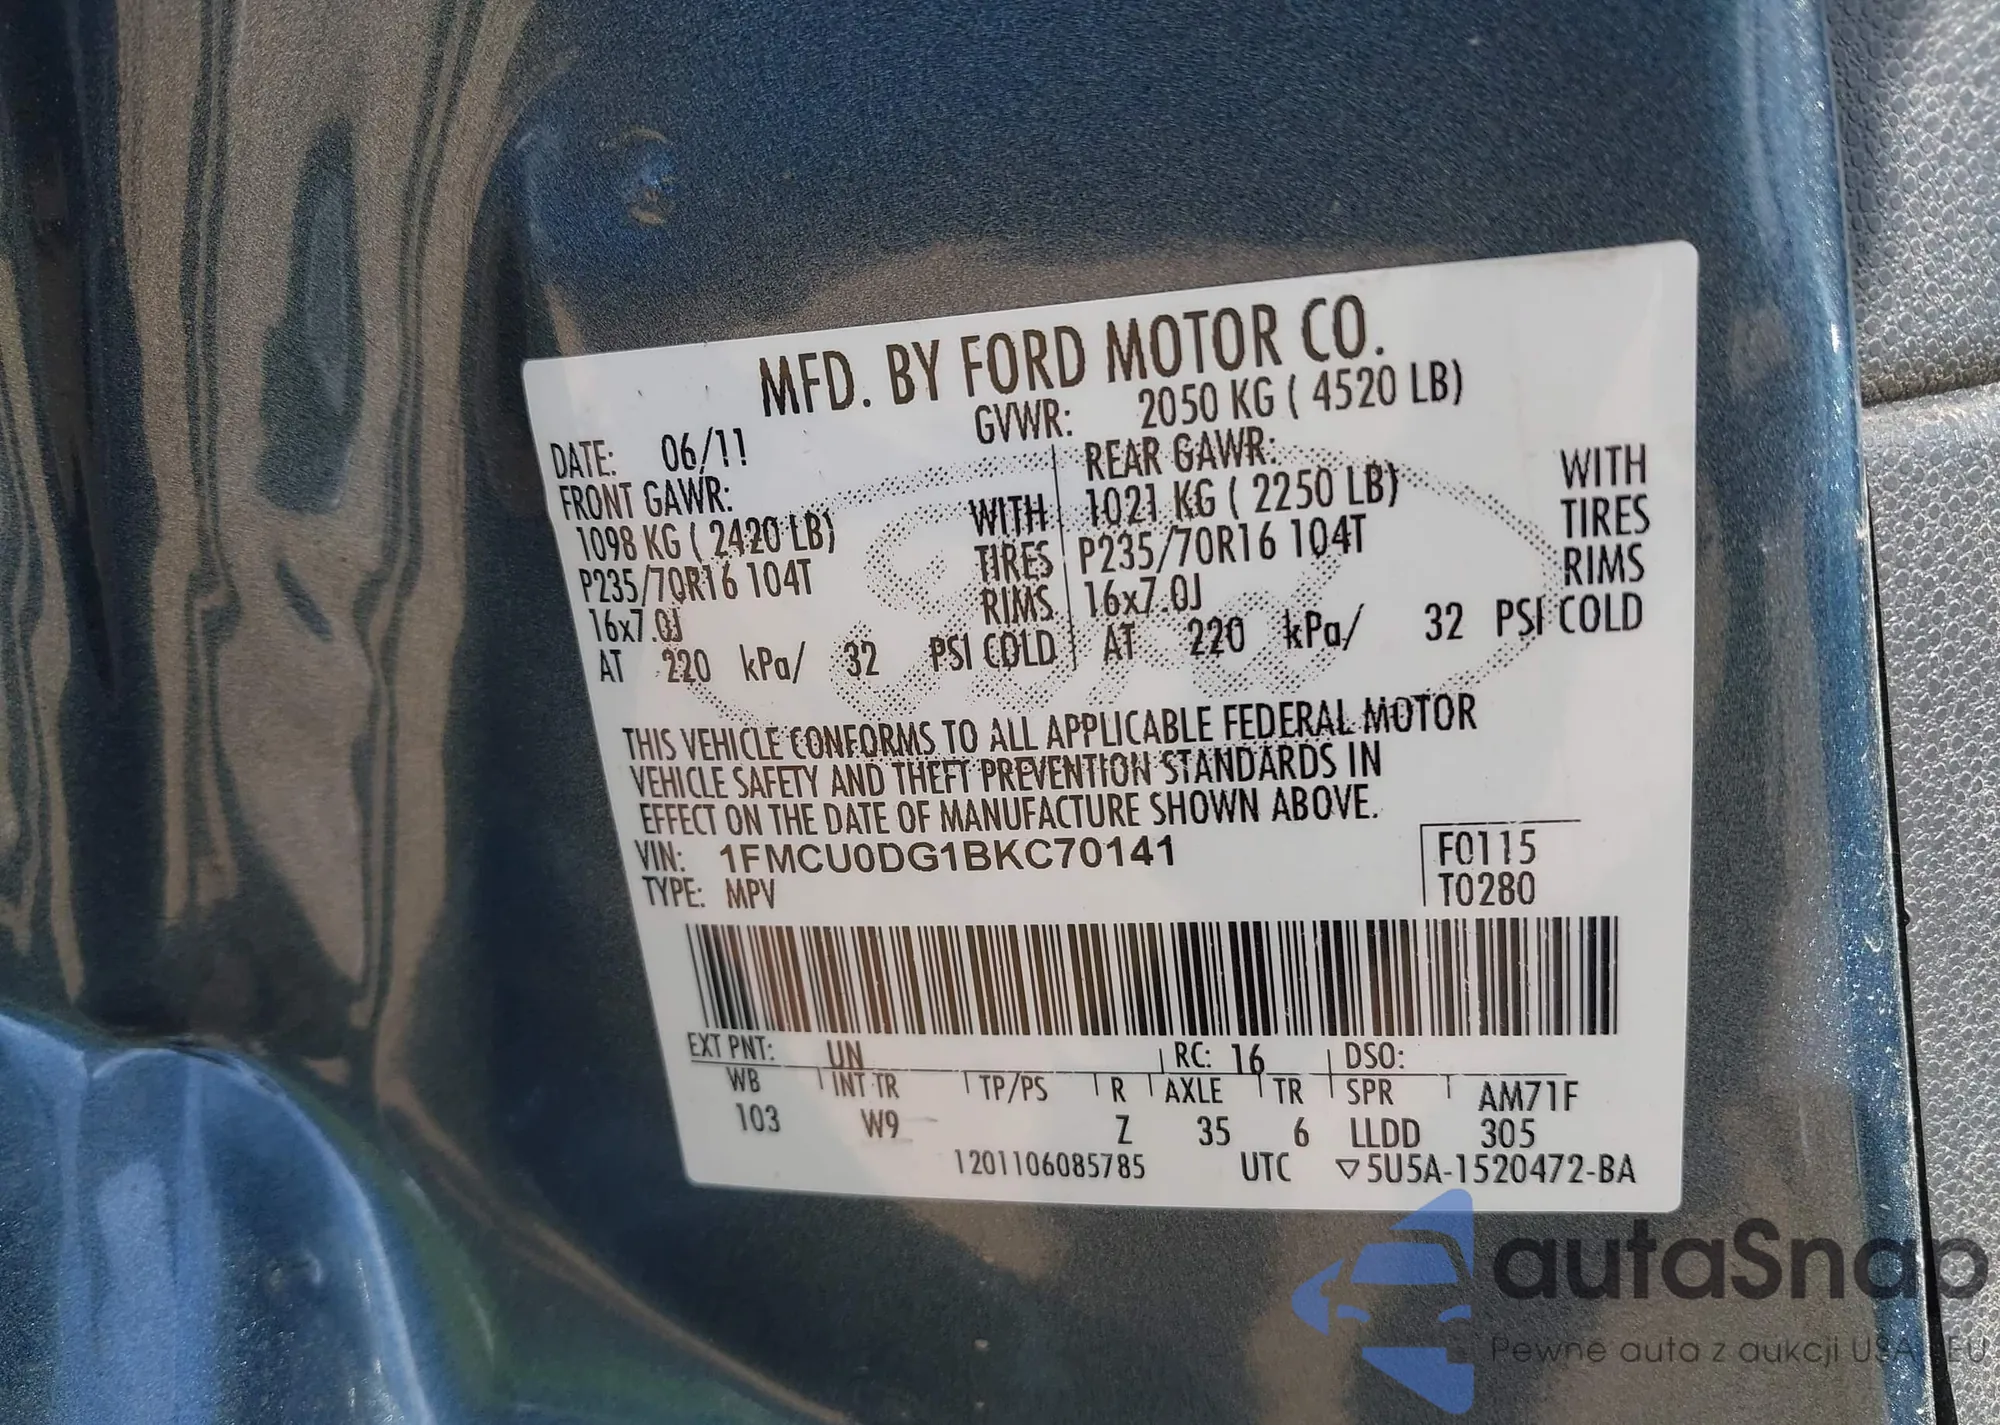 MFD. BY FORD MOTOR CO.
DATE: 06/11 GVWR: 2050 KG ( 4520 LB)
FRONT GAWR: REAR GAWR:
1098 KG ( 2420 LB) WITH 1021 KG ( 2250 LB) WITH
P235/70R16 104T TIRES P235/70R16 104T TIRES
16x7.0J RIMS 16x7.0J RIMS
AT 220 kPa/ 32 PSI COLD AT 220 kPa/ 32 PSI COLD
THIS VEHICLE CONFORMS TO ALL APPLICABLE FEDERAL MOTOR
VEHICLE SAFETY AND THEFT PREVENTION STANDARDS IN
EFFECT ON THE DATE OF MANUFACTURE SHOWN ABOVE.
VIN: 1FMCU0DG1BKC70141 F0115
TYPE: MPV T0280
EXT PNT: UN RC: 16 DSO:
WB INT TR TP/PS R AXLE TR SPR AM71F
103 W9 Z 35 6 LLDD 305
1201106085785 UTC ▽5U5A-1520472-BA
autaSnap
Pewne auta z aukcji USA
EU